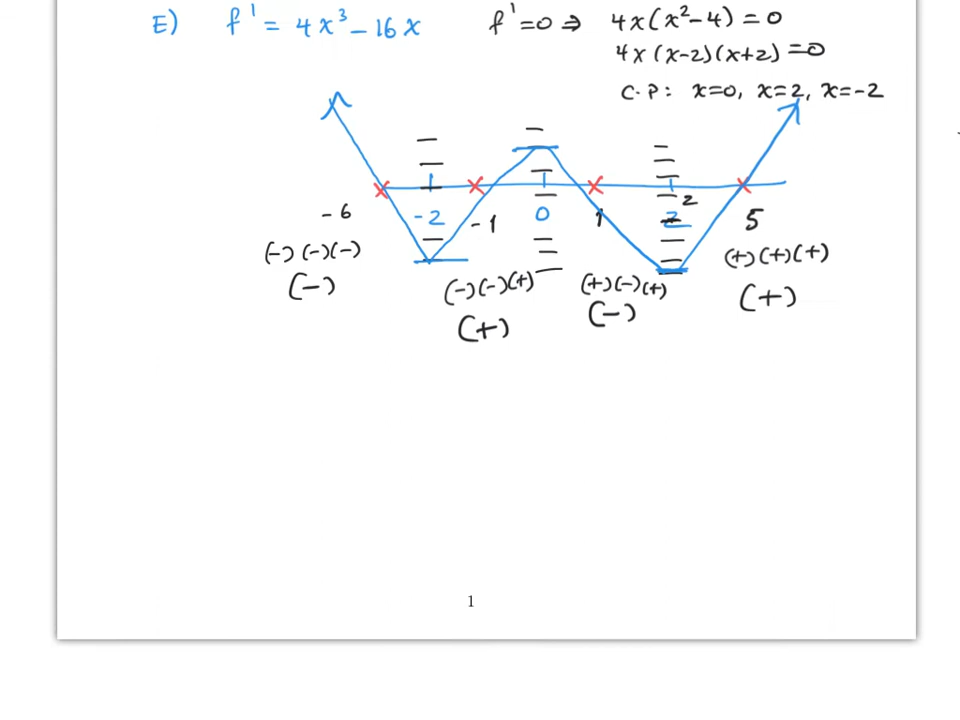 E) f' = 4x³ - 16x f' = 0 ⇒ 4x(x² - 4) = 0
4x(x-2)(x+2) = 0
C.P: x=0, x=2, x=-2
-6 -2 -1 0 1 2 2 5
(-)(-)(-) (-)(-)(+) (+)(-)(+) (+)(+)(+)
(-) (+) (-) (+)
1